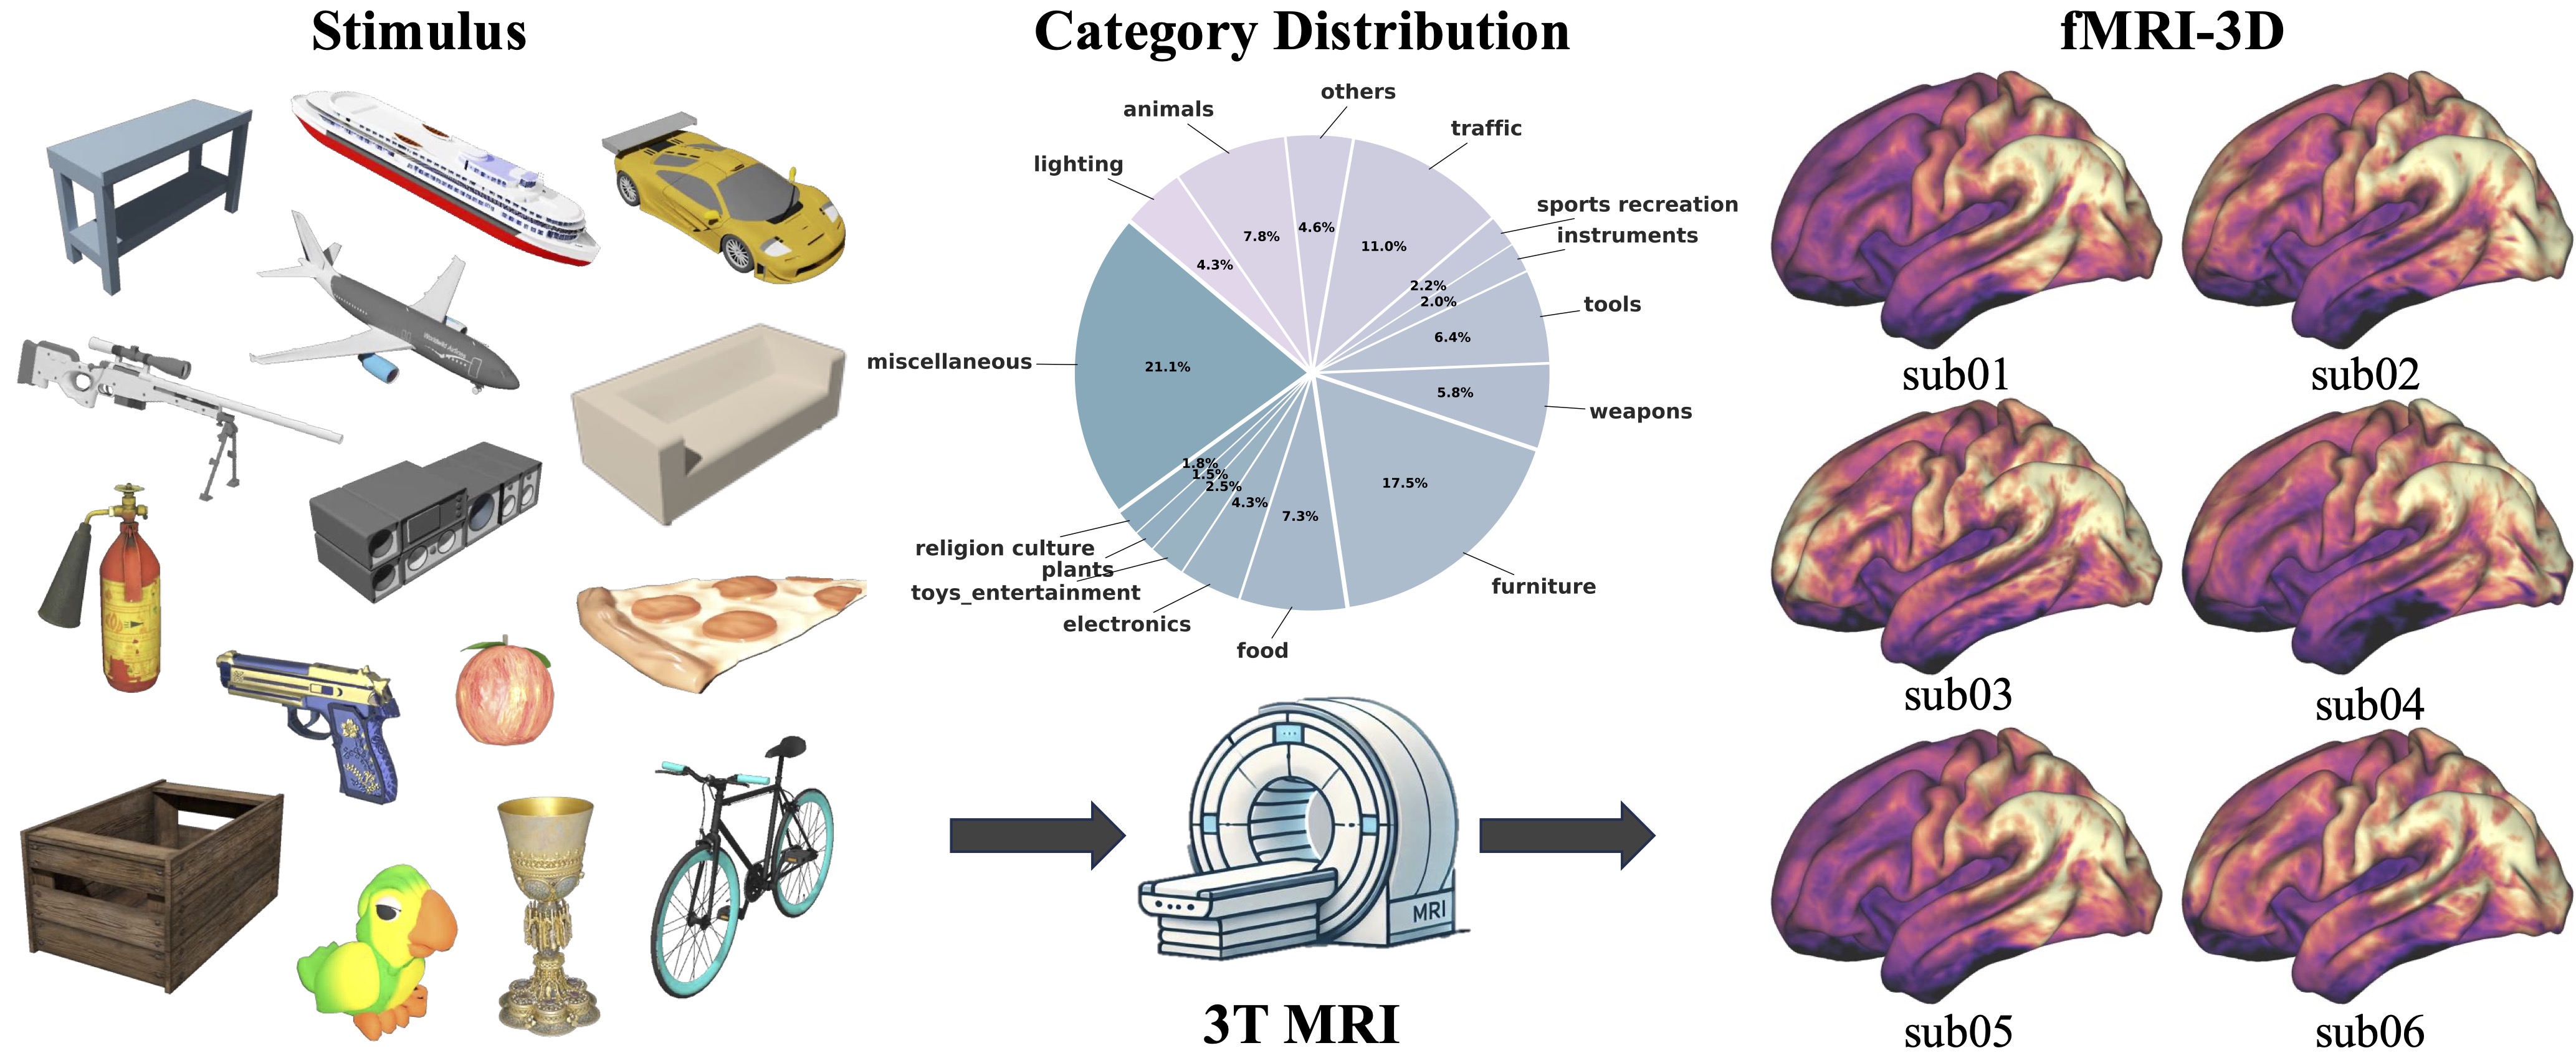 Stimulus
Category Distribution
fMRI-3D
others
animals
traffic
lighting
sports recreation
instruments
tools
miscellaneous
weapons
furniture
food
electronics
toys_entertainment
plants
religion culture
4.6%
7.8%
11.0%
4.3%
2.2%
2.0%
6.4%
21.1%
5.8%
17.5%
7.3%
4.3%
2.5%
1.5%
1.8%
MRI
3T MRI
sub01
sub02
sub03
sub04
sub05
sub06